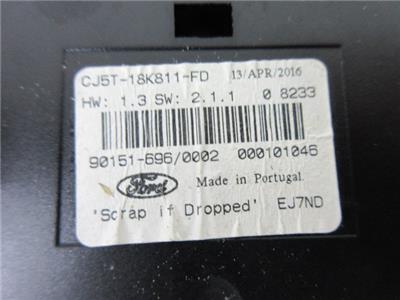 CJ5T-18K811-FD 13/APR/2016
HW: 1.3 SW: 2.1.1 0 8233
90151-696/0002 000101046
Ford Made in Portugal.
'Scrap if Dropped' EJ7ND